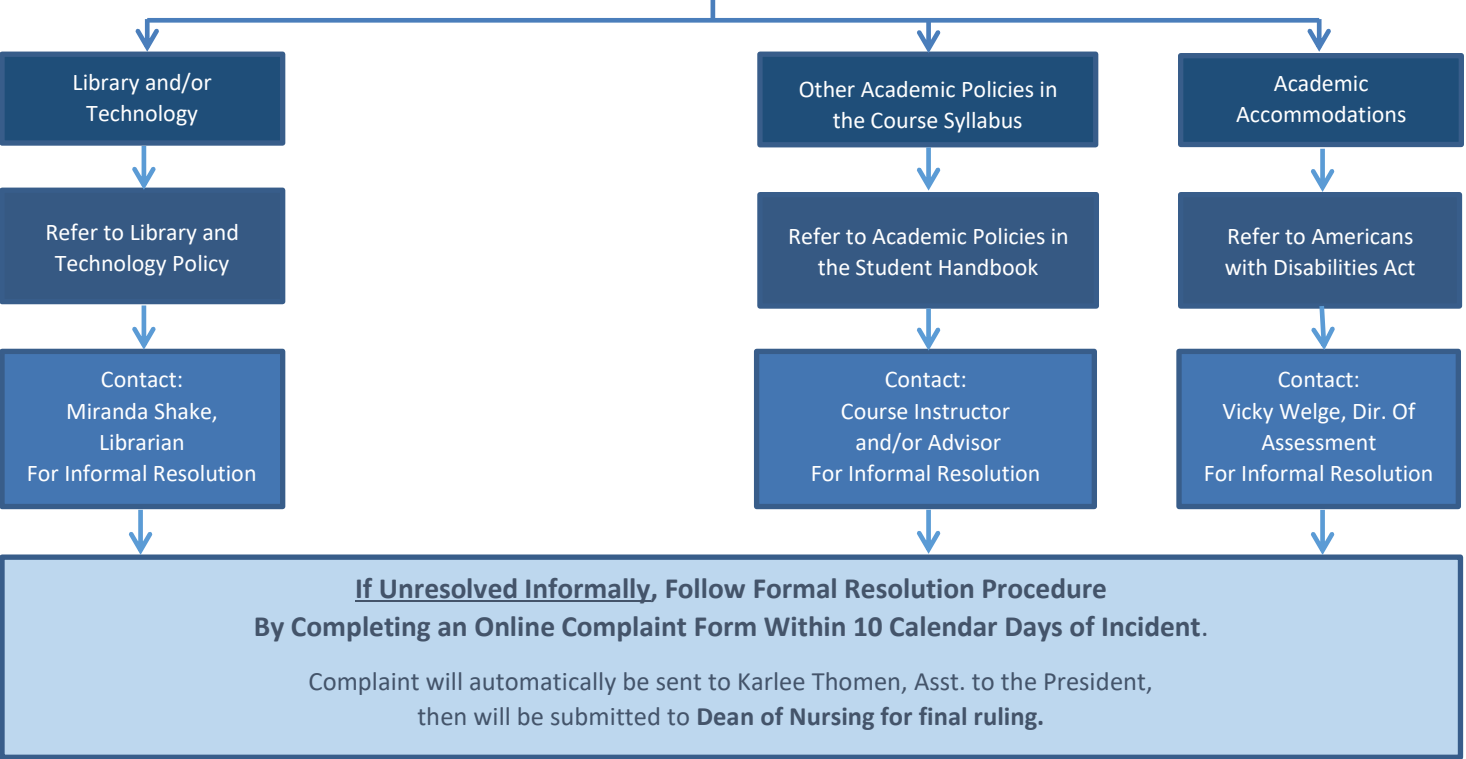 Library and/or
Technology
Other Academic Policies in
the Course Syllabus
Academic
Accommodations
Refer to Library and
Technology Policy
Refer to Academic Policies in
the Student Handbook
Refer to Americans
with Disabilities Act
Contact:
Miranda Shake,
Librarian
For Informal Resolution
Contact:
Course Instructor
and/or Advisor
For Informal Resolution
Contact:
Vicky Welge, Dir. Of
Assessment
For Informal Resolution
If Unresolved Informally, Follow Formal Resolution Procedure
By Completing an Online Complaint Form Within 10 Calendar Days of Incident.
Complaint will automatically be sent to Karlee Thomen, Asst. to the President,
then will be submitted to Dean of Nursing for final ruling.